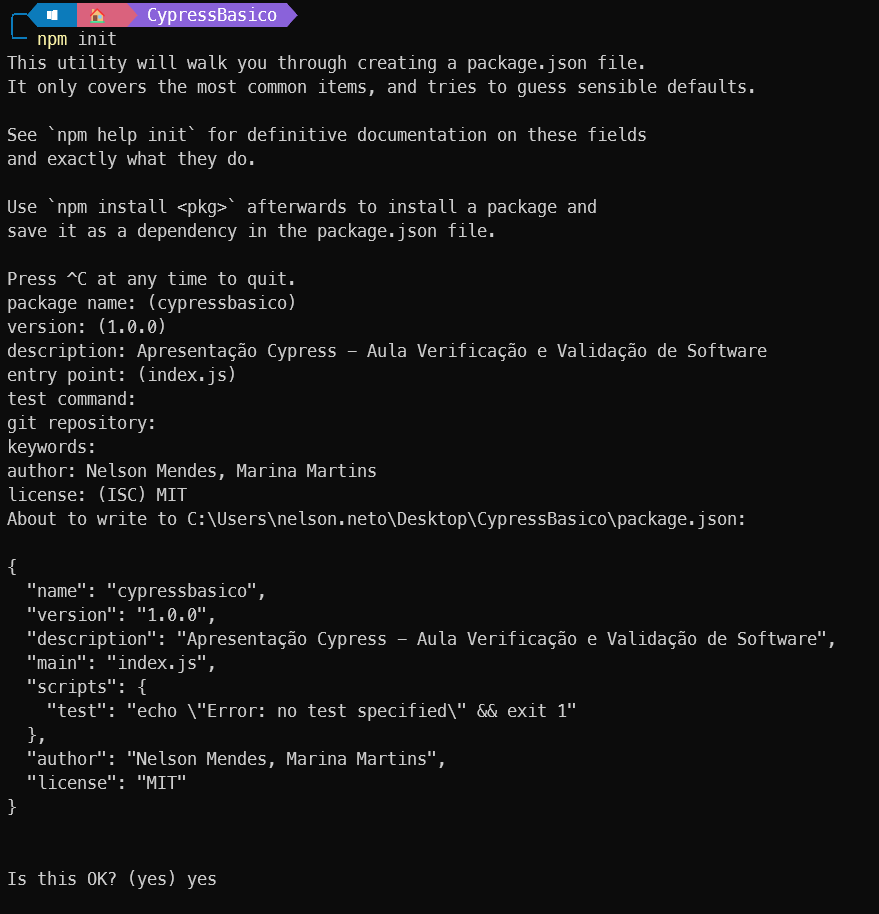 CypressBasico
npm init
This utility will walk you through creating a package.json file.
It only covers the most common items, and tries to guess sensible defaults.
See `npm help init` for definitive documentation on these fields
and exactly what they do.
Use `npm install <pkg>` afterwards to install a package and
save it as a dependency in the package.json file.
Press ^C at any time to quit.
package name: (cypressbasico)
version: (1.0.0)
description: Apresentação Cypress – Aula Verificação e Validação de Software
entry point: (index.js)
test command:
git repository:
keywords:
author: Nelson Mendes, Marina Martins
license: (ISC) MIT
About to write to C:\Users\nelson.neto\Desktop\CypressBasico\package.json:
{
  "name": "cypressbasico",
  "version": "1.0.0",
  "description": "Apresentação Cypress – Aula Verificação e Validação de Software",
  "main": "index.js",
  "scripts": {
    "test": "echo \"Error: no test specified\" && exit 1"
  },
  "author": "Nelson Mendes, Marina Martins",
  "license": "MIT"
}
Is this OK? (yes) yes